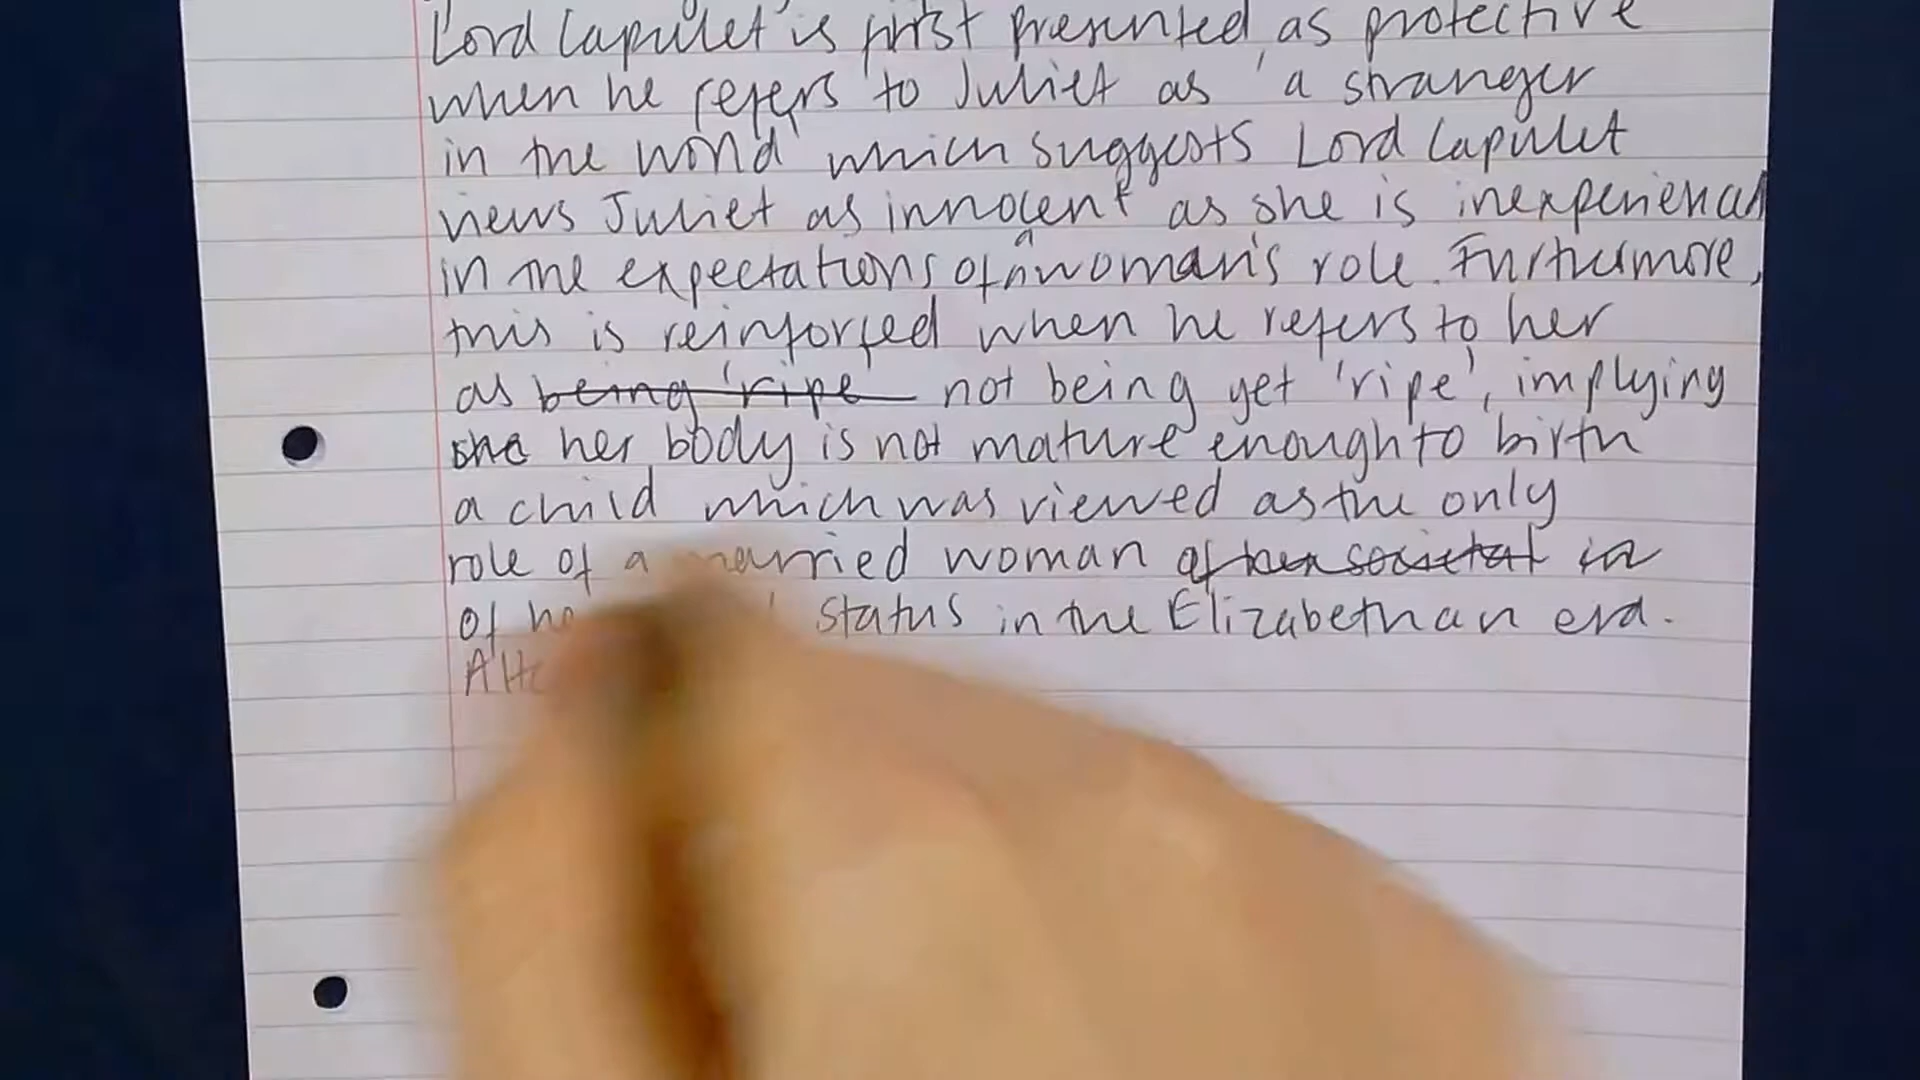 Lord Capulet is first presented as protective
when he refers to Juliet as 'a stranger
in the world' which suggests Lord Capulet
views Juliet as innocent as she is inexperienced
in the expectations of a woman's role. Furthermore,
this is reinforced when he refers to her
as being 'ripe' not being yet 'ripe', implying
she her body is not mature enough to birth
a child which was viewed as the only
role of a married woman of her societal in
of status in the Elizabethan era.